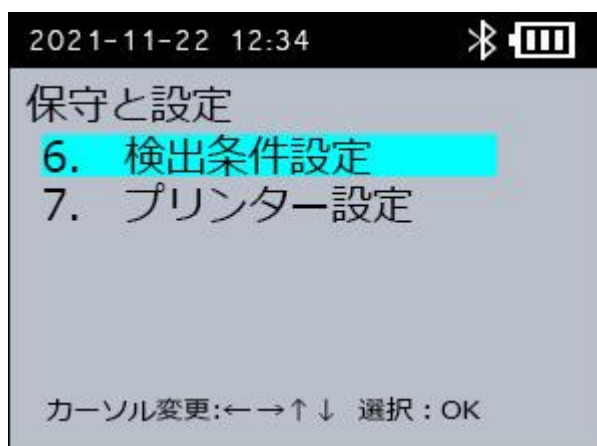 2021-11-22 12:34
保守と設定
6. 検出条件設定
7. プリンター設定
カーソル変更:←→↑↓ 選択：OK